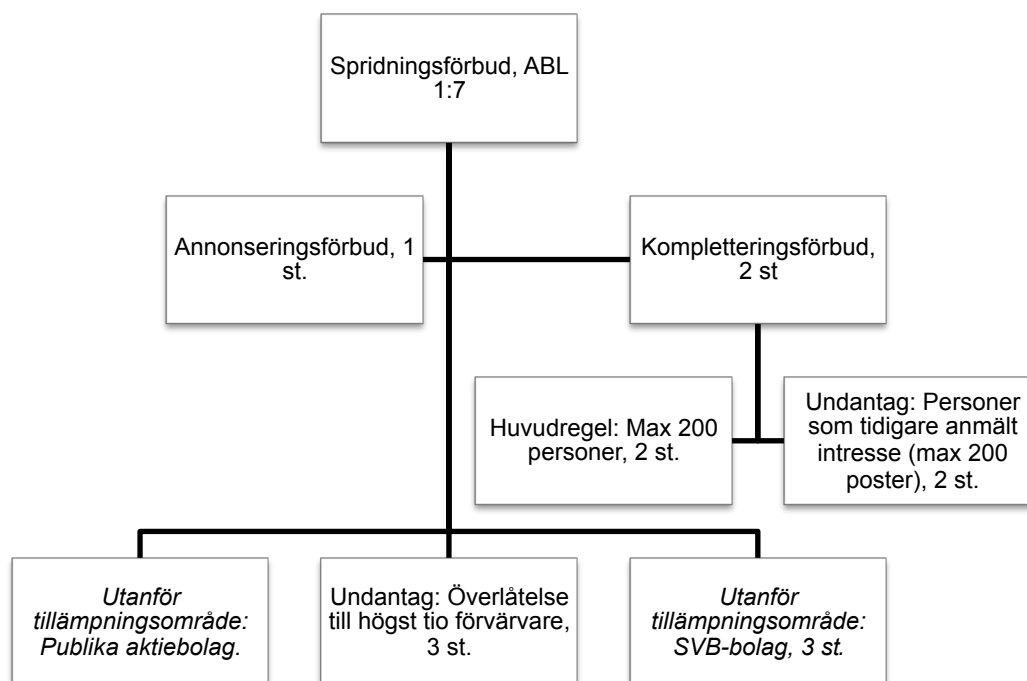 Spridningsförbud, ABL
1:7
Annonseringsförbud, 1
st.
Kompletteringsförbud,
2 st
Huvudregel: Max 200
personer, 2 st.
Undantag: Personer
som tidigare anmält
intresse (max 200
poster), 2 st.
Utanför
tillämpningsområde:
Publika aktiebolag.
Undantag: Överlåtelse
till högst tio förvärvare,
3 st.
Utanför
tillämpningsområde:
SVB-bolag, 3 st.